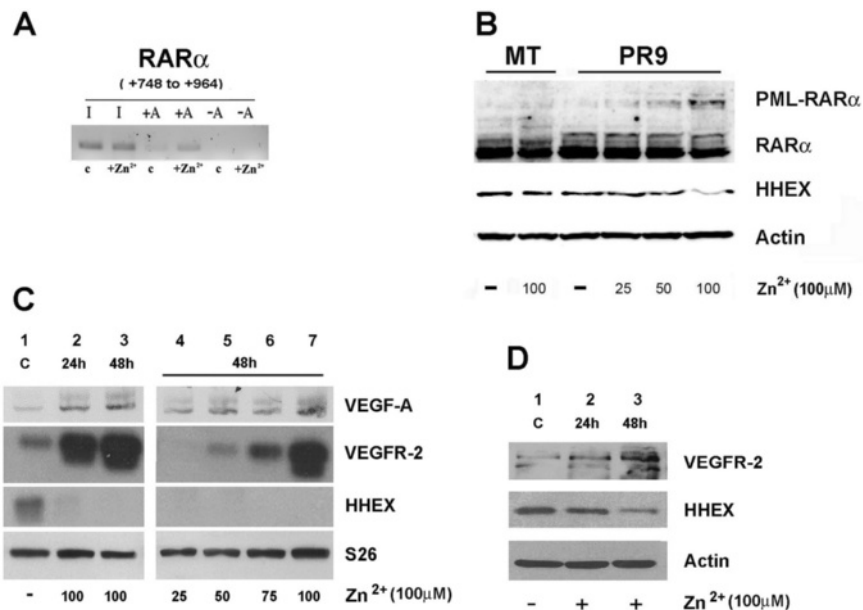 A
RARα
( +748 to +964)
I I +A +A -A -A
c +Zn²⁺ c +Zn²⁺ c +Zn²⁺
B
MT PR9
PML-RARα
RARα
HHEX
Actin
– 100 – 25 50 100 Zn²⁺ (100μM)
C
1 2 3 4 5 6 7
C 24h 48h 48h
VEGF-A
VEGFR-2
HHEX
S26
- 100 100 25 50 75 100 Zn²⁺ (100μM)
D
1 2 3
C 24h 48h
VEGFR-2
HHEX
Actin
– + + Zn²⁺ (100μM)